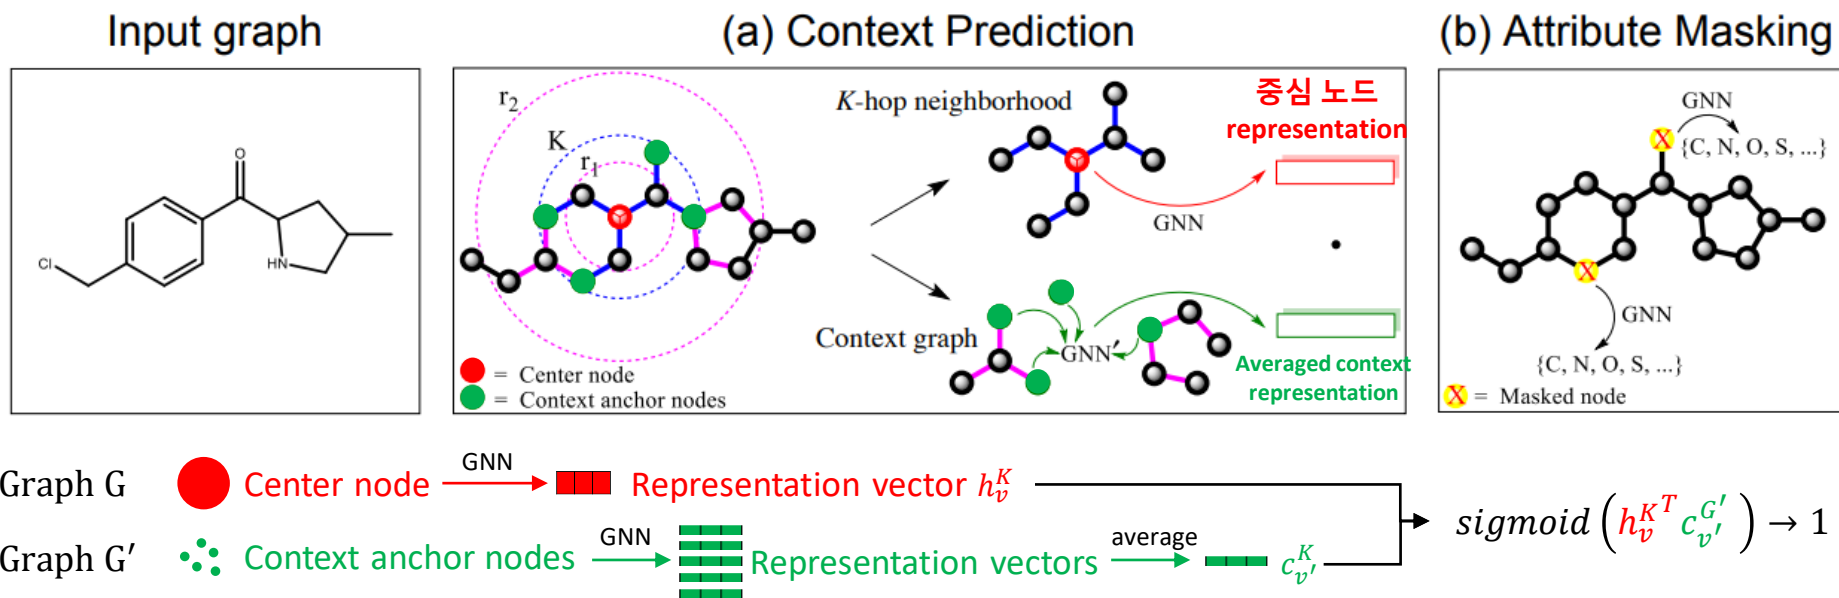 Input graph
(a) Context Prediction
(b) Attribute Masking
O
HN
Cl
r2
K
r1
K-hop neighborhood
GNN
중심 노드
representation
Context graph
GNN′
Averaged context
representation
= Center node
= Context anchor nodes
X
GNN
{C, N, O, S, ...}
X
GNN
{C, N, O, S, ...}
X = Masked node
Graph G Center node GNN Representation vector h_v^K
Graph G′ Context anchor nodes GNN Representation vectors average c_{v′}^K
sigmoid(h_v^{K^T} c_{v′}^{G′}) → 1